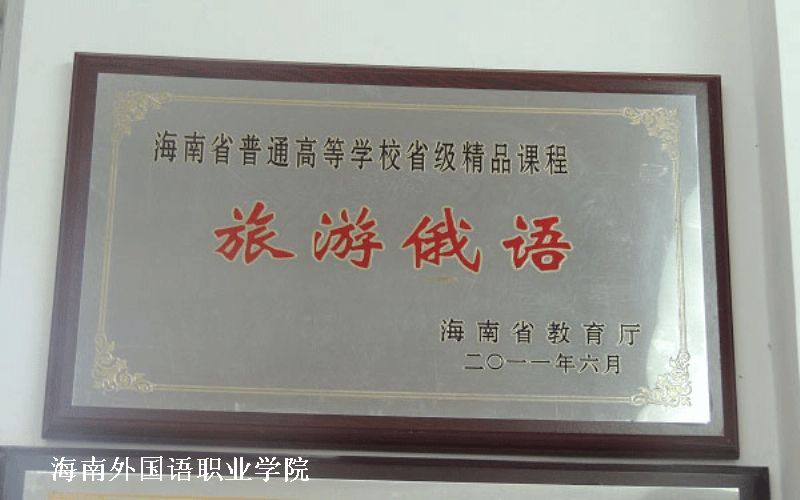 海南省普通高等学校省级精品课程
旅游俄语
海南省教育厅
二〇一一年六月
海南外国语职业学院